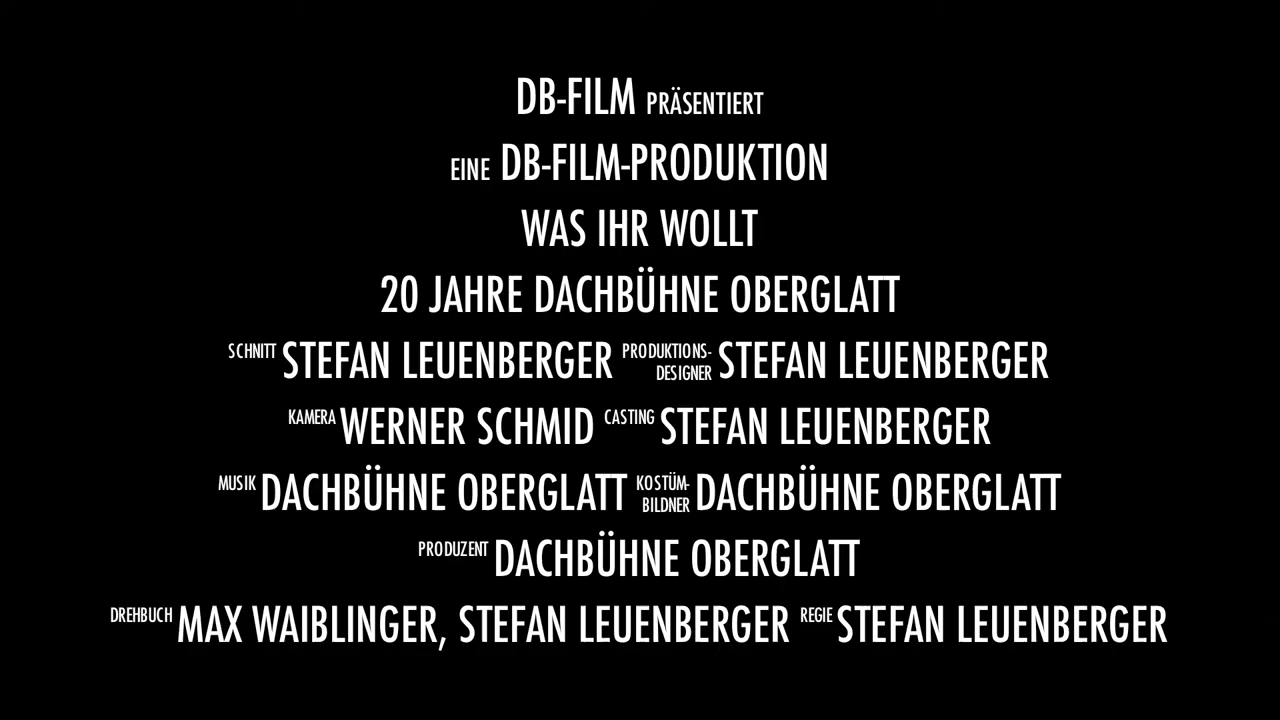 DB-FILM PRÄSENTIERT
EINE DB-FILM-PRODUKTION
WAS IHR WOLLT
20 JAHRE DACHBÜHNE OBERGLATT
SCHNITT STEFAN LEUENBERGER PRODUKTIONS-DESIGNER STEFAN LEUENBERGER
KAMERA WERNER SCHMID CASTING STEFAN LEUENBERGER
MUSIK DACHBÜHNE OBERGLATT KOSTÜM-BILDNER DACHBÜHNE OBERGLATT
PRODUZENT DACHBÜHNE OBERGLATT
DREHBUCH MAX WAIBLINGER, STEFAN LEUENBERGER REGIE STEFAN LEUENBERGER